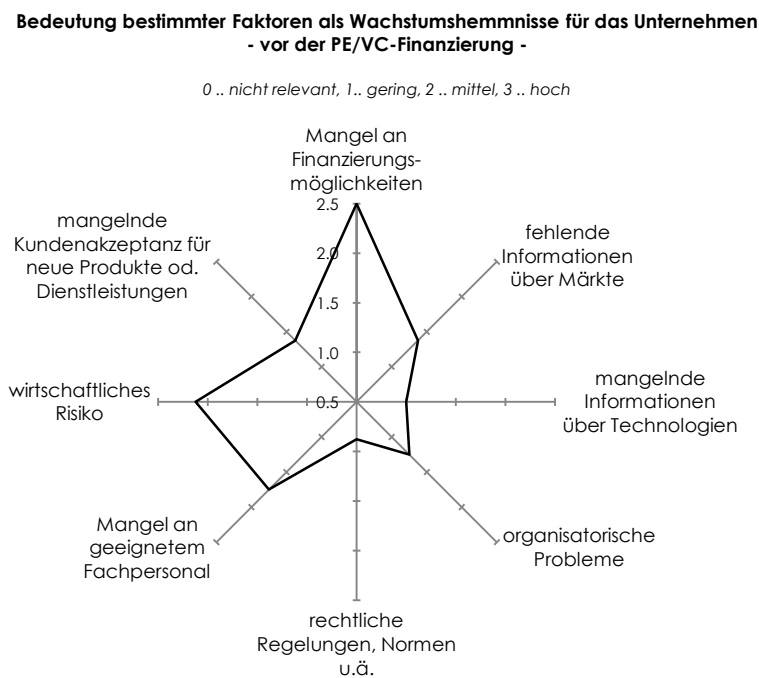 Bedeutung bestimmter Faktoren als Wachstumshemmnisse für das Unternehmen
- vor der PE/VC-Finanzierung -
0 .. nicht relevant, 1.. gering, 2 .. mittel, 3 .. hoch
Mangel an
Finanzierungs-
möglichkeiten
mangelnde
Kundenakzeptanz für
neue Produkte od.
Dienstleistungen
fehlende
Informationen
über Märkte
2.5
2.0
1.5
1.0
0.5
wirtschaftliches
Risiko
mangelnde
Informationen
über Technologien
Mangel an
geeignetem
Fachpersonal
organisatorische
Probleme
rechtliche
Regelungen, Normen
u.ä.